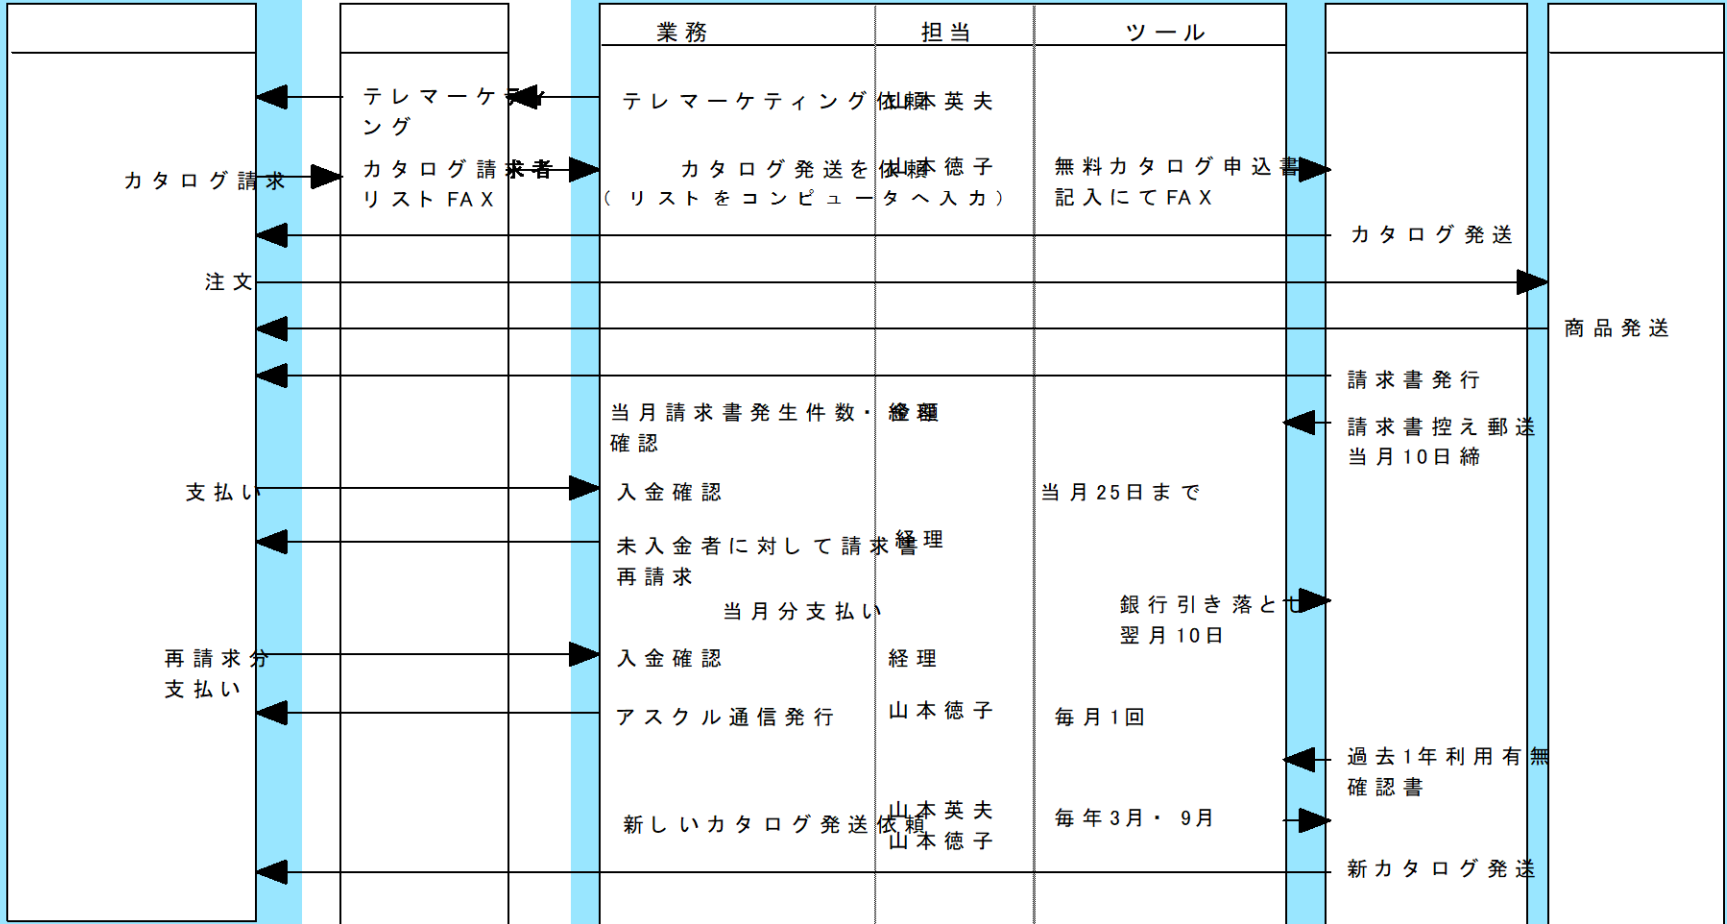 業務
担当
ツール
テレマーケティ
ング
テレマーケティング依頼
山本英夫
カタログ請求
カタログ請求者
リストFAX
カタログ発送を依頼
(リストをコンピュータへ入力)
山本徳子
無料カタログ申込書
記入にてFAX
カタログ発送
注文
商品発送
請求書発行
当月請求書発生件数・金額
確認
経理
請求書控え郵送
当月10日締
支払い
入金確認
当月25日まで
未入金者に対して請求書
再請求
経理
当月分支払い
銀行引き落とし
翌月10日
再請求分
支払い
入金確認
経理
アスクル通信発行
山本徳子
毎月1回
過去1年利用有無
確認書
新しいカタログ発送依頼
山本英夫
山本徳子
毎年3月・9月
新カタログ発送